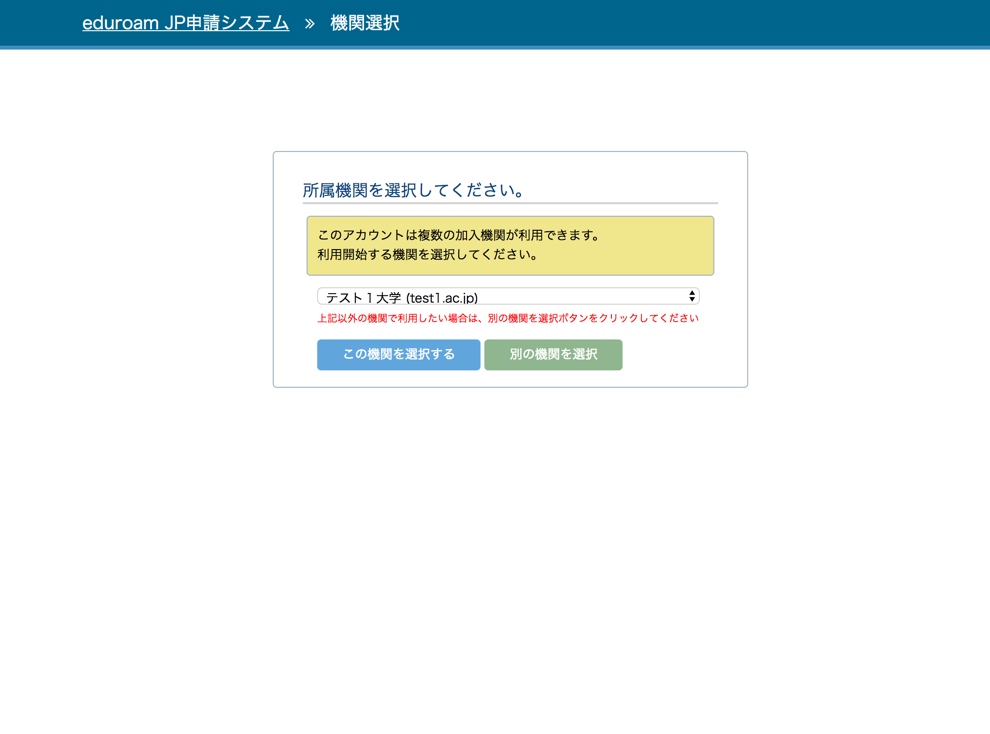 eduroam JP申請システム » 機関選択
所属機関を選択してください。
このアカウントは複数の加入機関が利用できます。
利用開始する機関を選択してください。
テスト１大学 (test1.ac.jp)
上記以外の機関で利用したい場合は、別の機関を選択ボタンをクリックしてください
この機関を選択する 別の機関を選択